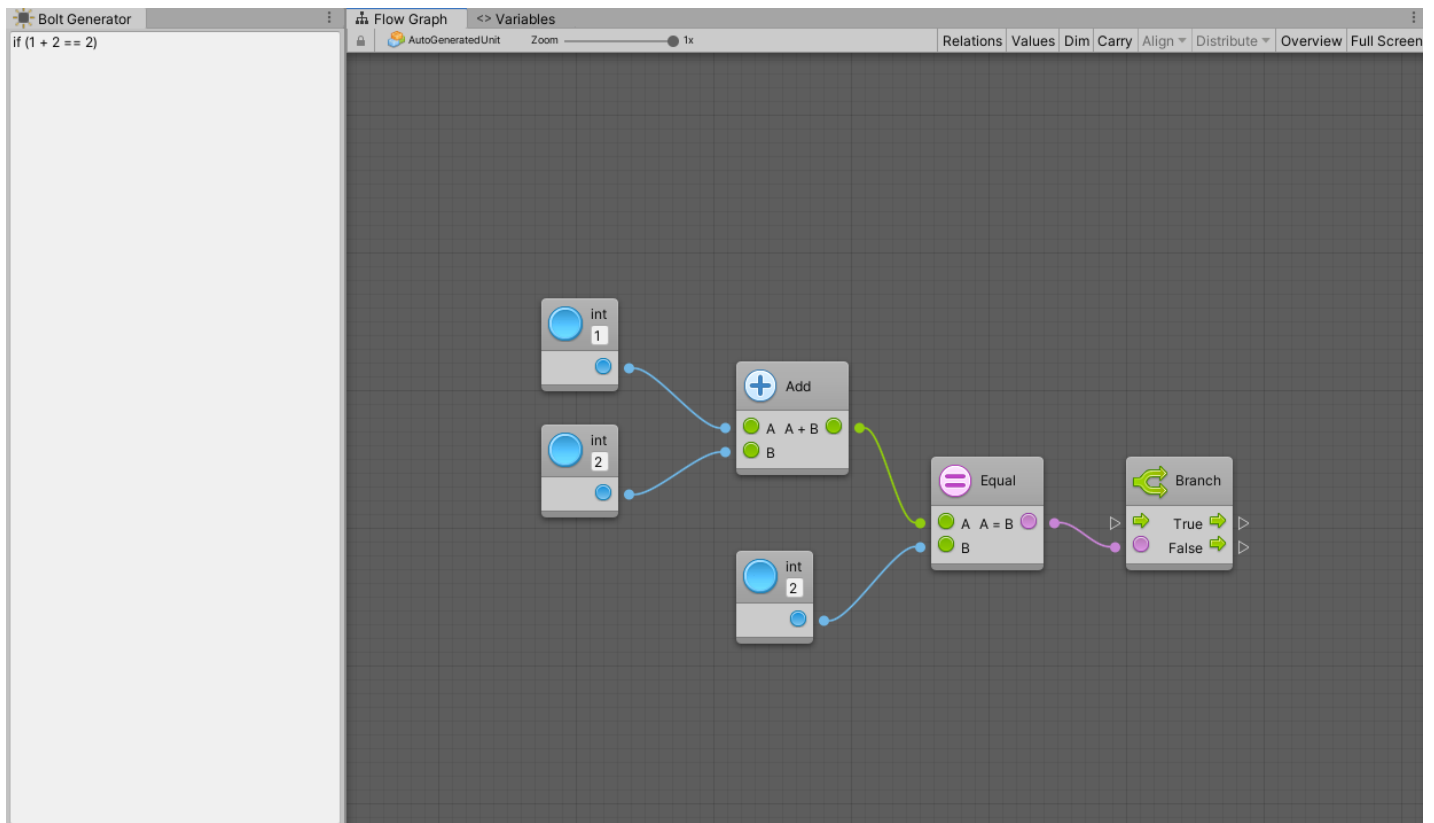 Bolt Generator
if (1 + 2 == 2)
Flow Graph
<> Variables
AutoGeneratedUnit Zoom 1x
Relations Values Dim Carry Align Distribute Overview Full Screen
int
1
int
2
Add
A A + B
B
int
2
Equal
A A = B
B
Branch
True
False